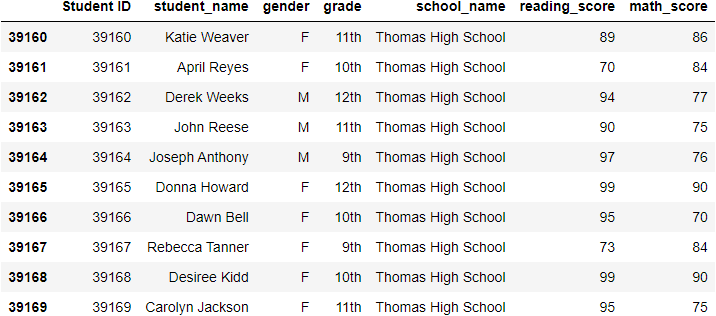 Student ID student_name gender grade school_name reading_score math_score
39160 39160 Katie Weaver F 11th Thomas High School 89 86
39161 39161 April Reyes F 10th Thomas High School 70 84
39162 39162 Derek Weeks M 12th Thomas High School 94 77
39163 39163 John Reese M 11th Thomas High School 90 75
39164 39164 Joseph Anthony M 9th Thomas High School 97 76
39165 39165 Donna Howard F 12th Thomas High School 99 90
39166 39166 Dawn Bell F 10th Thomas High School 95 70
39167 39167 Rebecca Tanner F 9th Thomas High School 73 84
39168 39168 Desiree Kidd F 10th Thomas High School 99 90
39169 39169 Carolyn Jackson F 11th Thomas High School 95 75